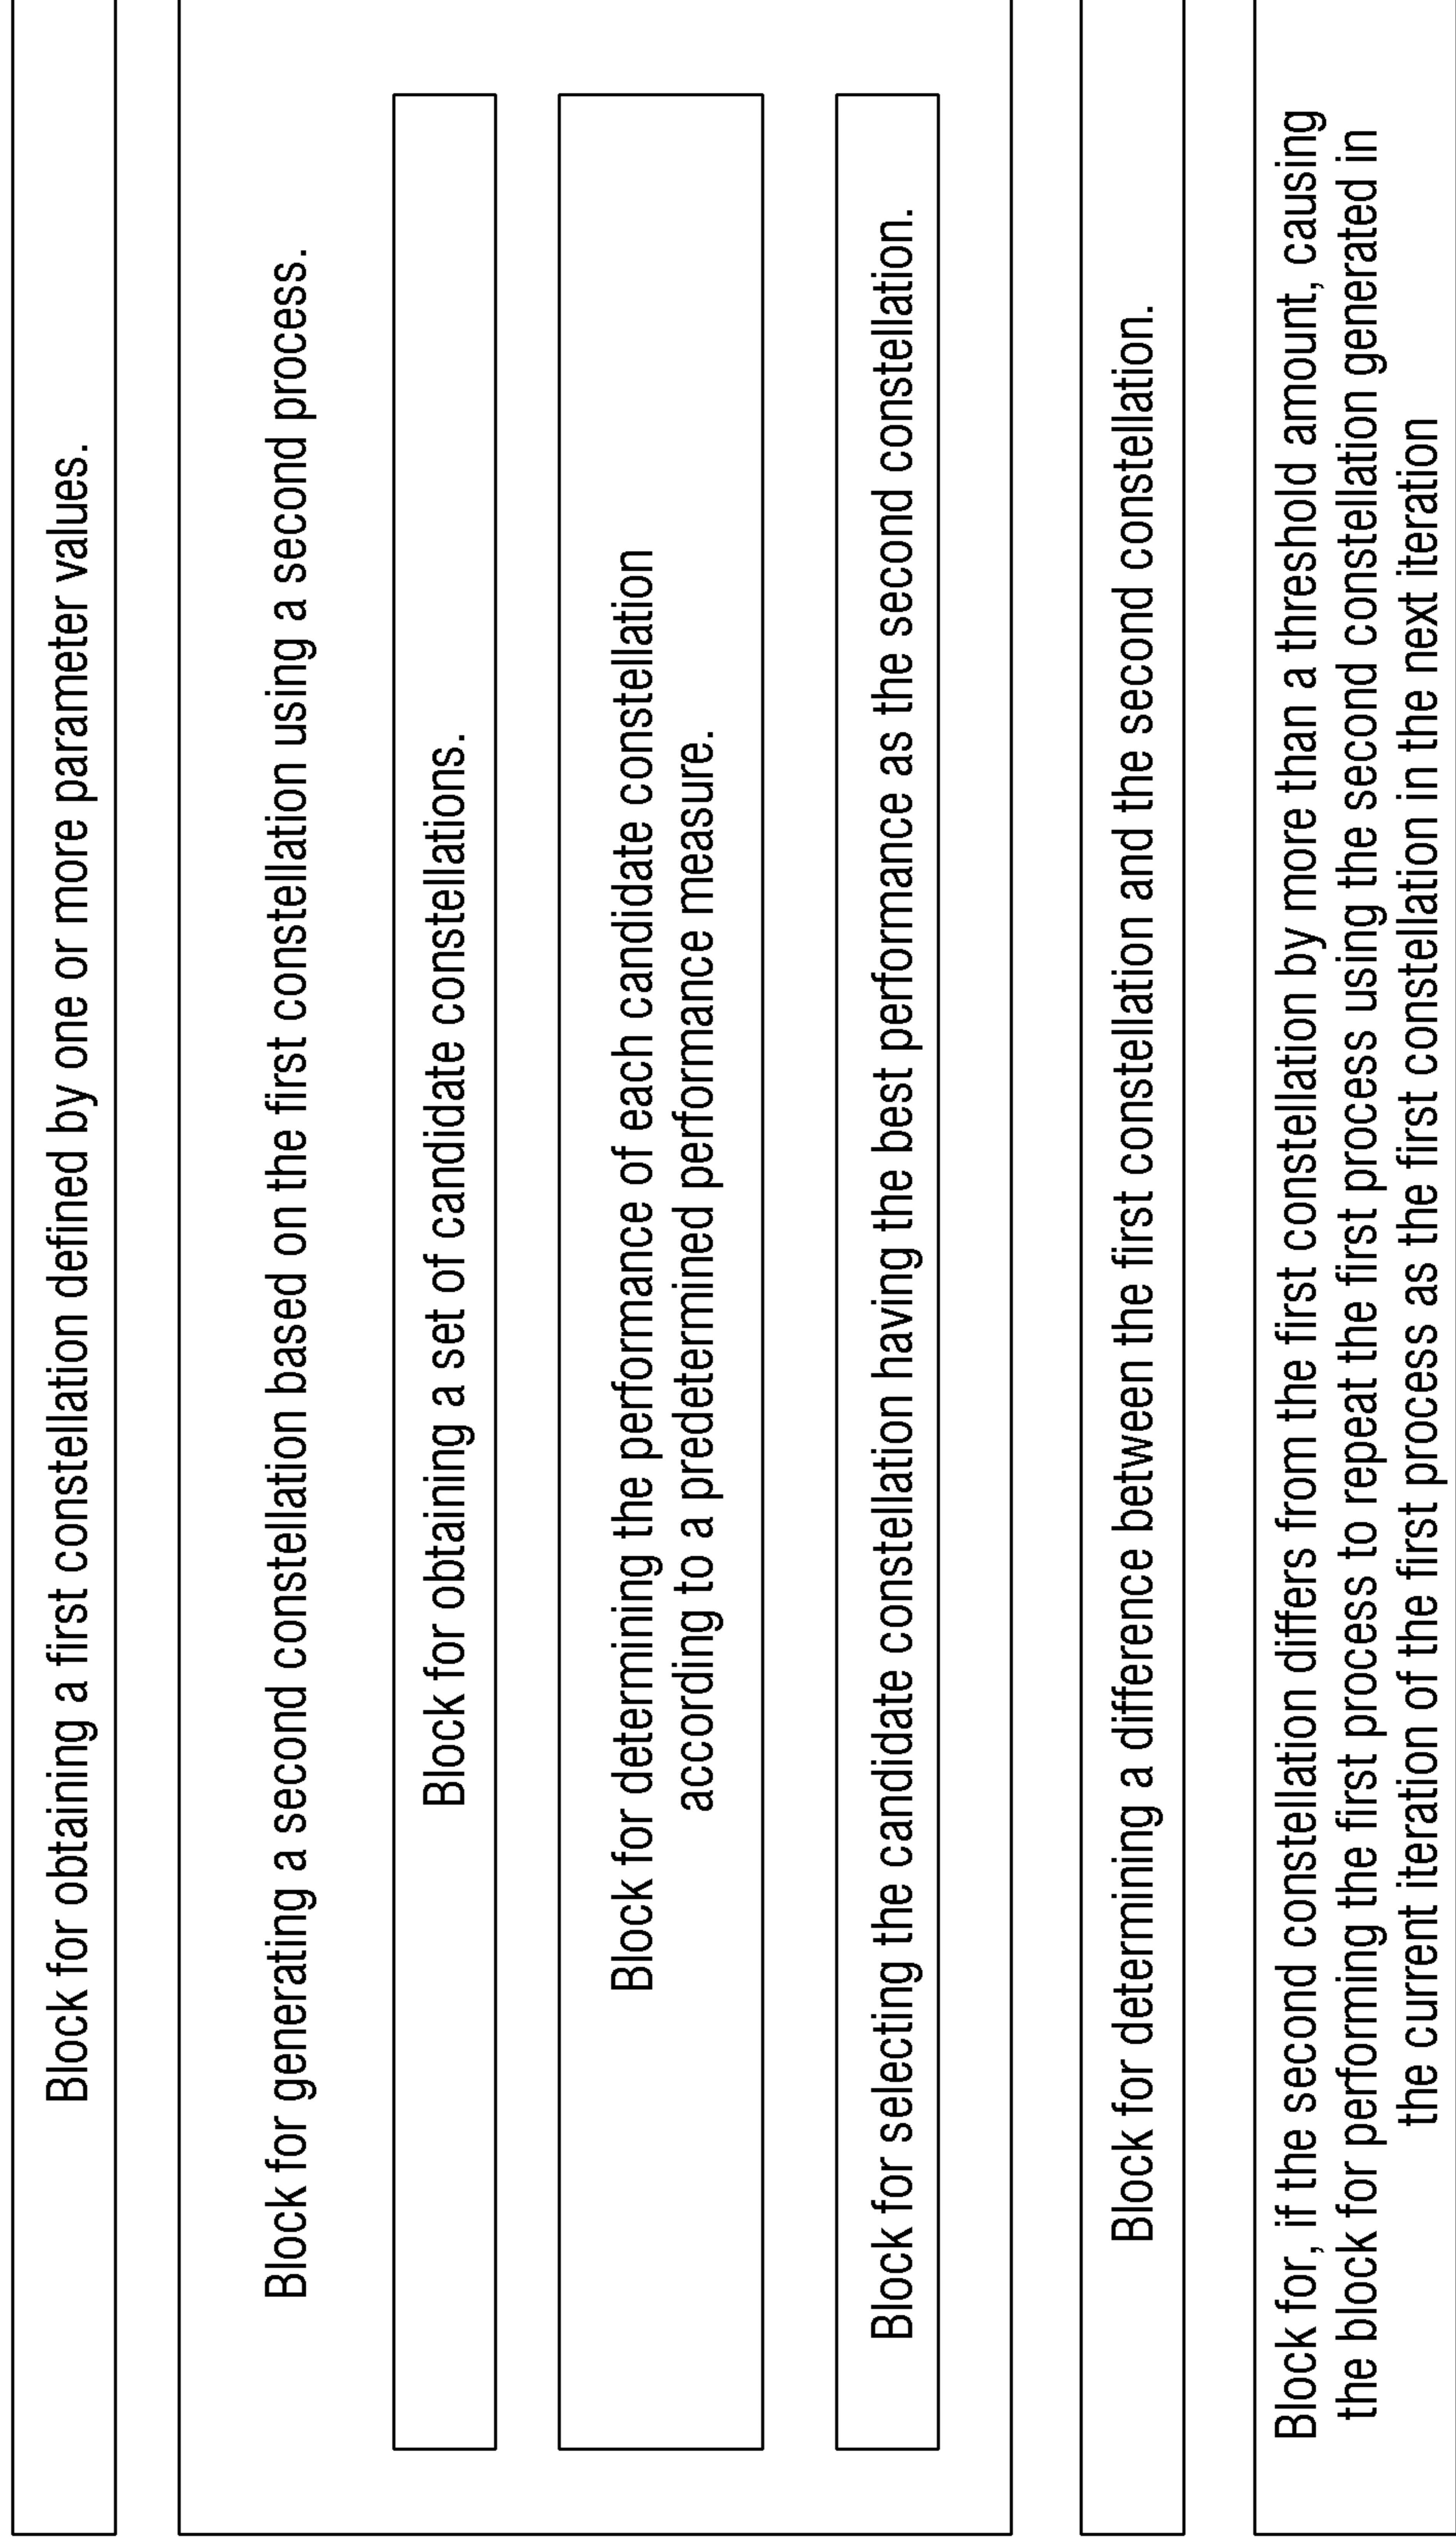 Block for obtaining a first constellation defined by one or more parameter values.
Block for generating a second constellation based on the first constellation using a second process.
Block for obtaining a set of candidate constellations.
Block for determining the performance of each candidate constellation
according to a predetermined performance measure.
Block for selecting the candidate constellation having the best performance as the second constellation.
Block for determining a difference between the first constellation and the second constellation.
Block for, if the second constellation differs from the first constellation by more than a threshold amount, causing
the block for performing the first process to repeat the first process using the second constellation generated in
the current iteration of the first process as the first constellation in the next iteration